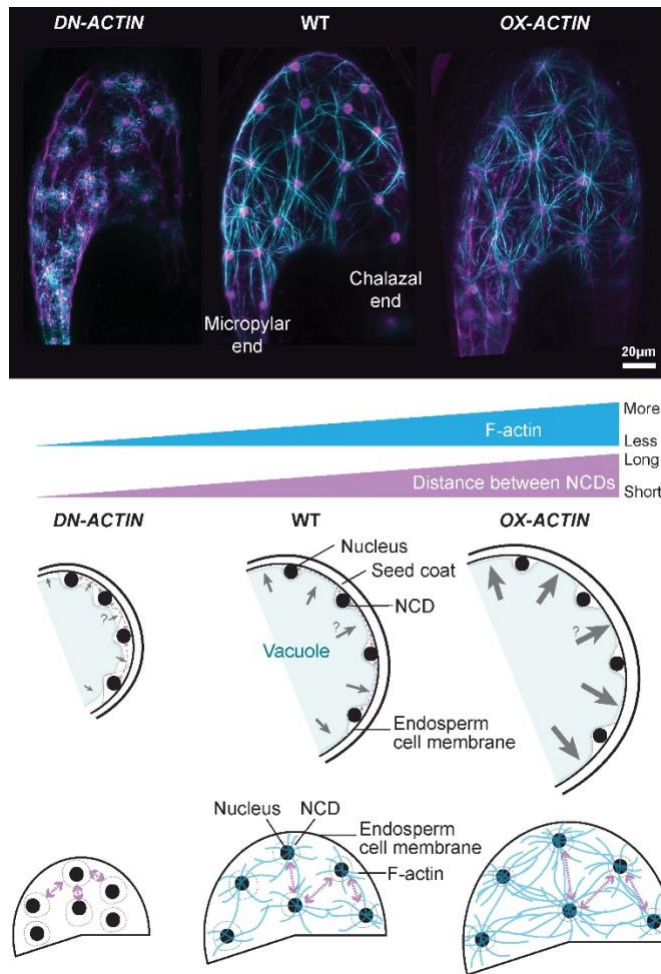 DN-ACTIN
WT
OX-ACTIN
Chalazal
end
Micropylar
end
20µm
F-actin
More
Less
Distance between NCDs
Long
Short
DN-ACTIN
WT
OX-ACTIN
Nucleus
Seed coat
NCD
?
?
?
Vacuole
Endosperm
cell membrane
Nucleus
NCD
Endosperm
cell membrane
F-actin